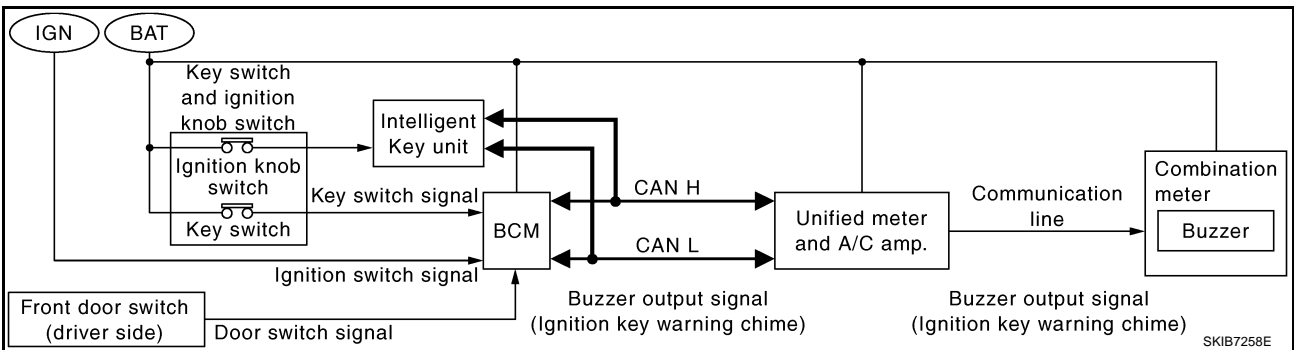 IGN
BAT
Key switch
and ignition
knob switch
Ignition knob
switch
Key switch
Intelligent
Key unit
Key switch signal
Ignition switch signal
Front door switch
(driver side)
Door switch signal
BCM
CAN H
CAN L
Buzzer output signal
(Ignition key warning chime)
Unified meter
and A/C amp.
Communication
line
Buzzer output signal
(Ignition key warning chime)
Combination
meter
Buzzer
SKIB7258E